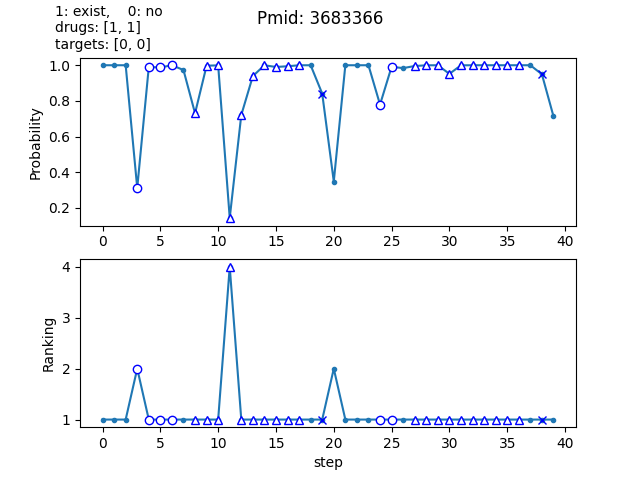 1: exist,    0: no
drugs: [1, 1]
targets: [0, 0]
Pmid: 3683366
1.0
0.8
0.6
0.4
0.2
Probability
0 5 10 15 20 25 30 35 40
4
3
2
1
Ranking
0 5 10 15 20 25 30 35 40
step